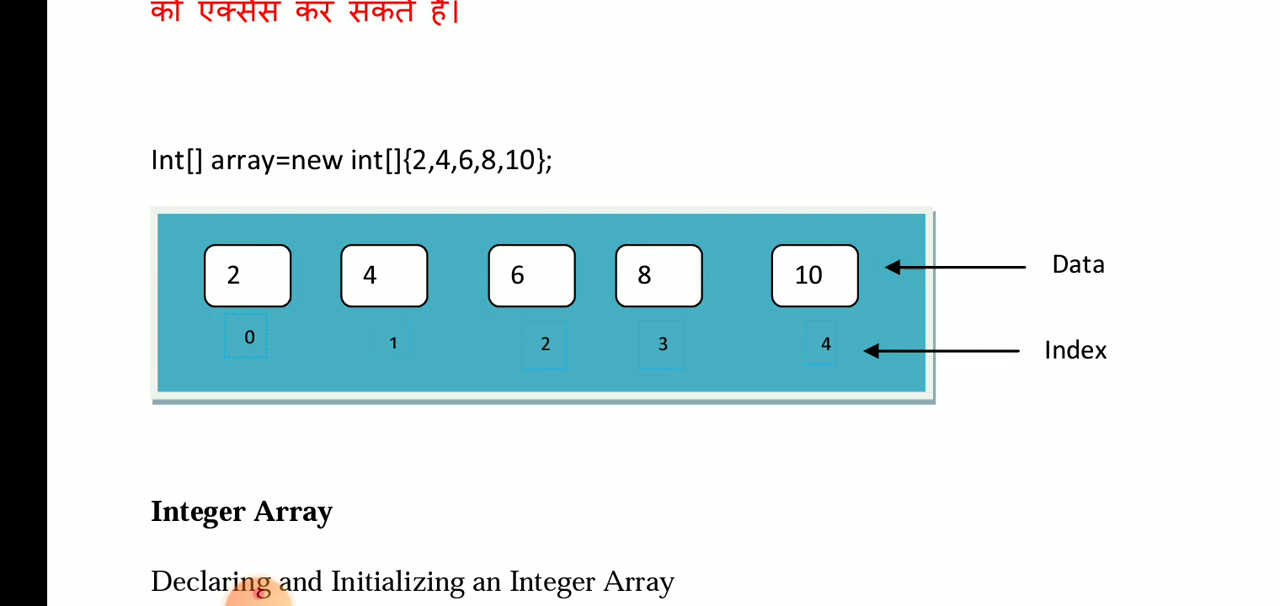 को एक्सेस कर सकते हैं।
Int[] array=new int[]{2,4,6,8,10};
2 4 6 8 10 Data
0 1 2 3 4 Index
Integer Array
Declaring and Initializing an Integer Array